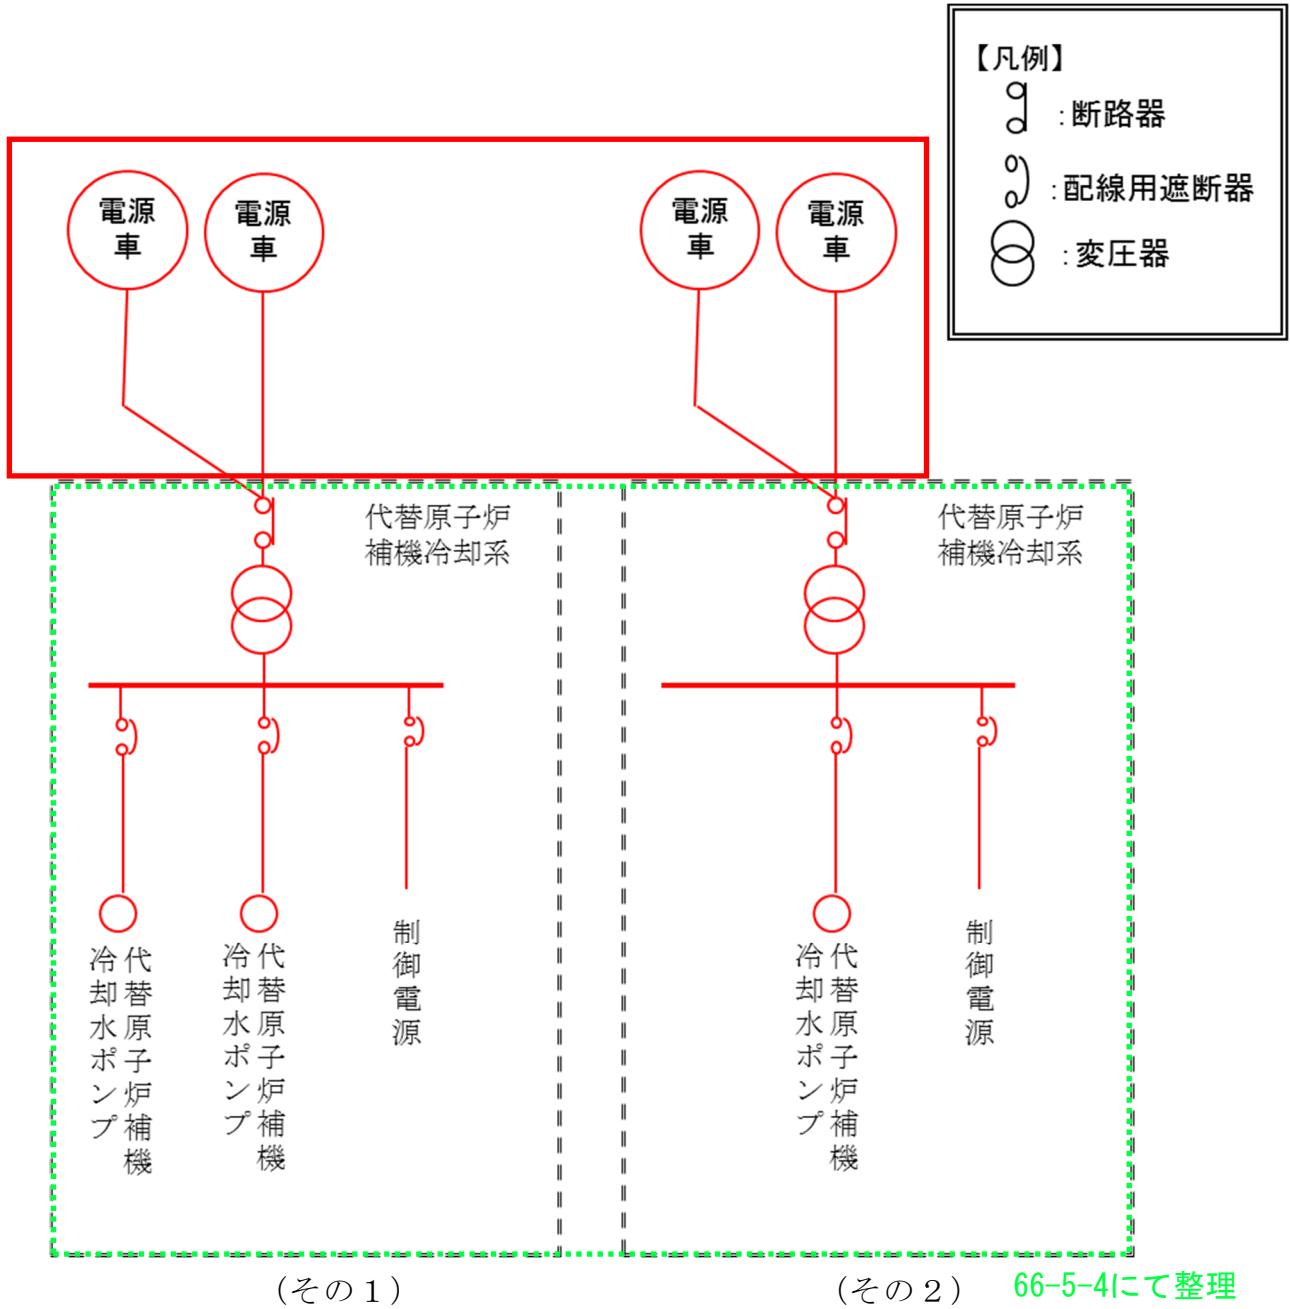 【凡例】
:断路器
:配線用遮断器
:変圧器
電源
車
電源
車
電源
車
電源
車
代替原子炉
補機冷却系
代替原子炉
補機冷却系
代替原子炉補機
冷却水ポンプ
代替原子炉補機
冷却水ポンプ
制御電源
代替原子炉補機
冷却水ポンプ
制御電源
（その１）
（その２）
66-5-4にて整理